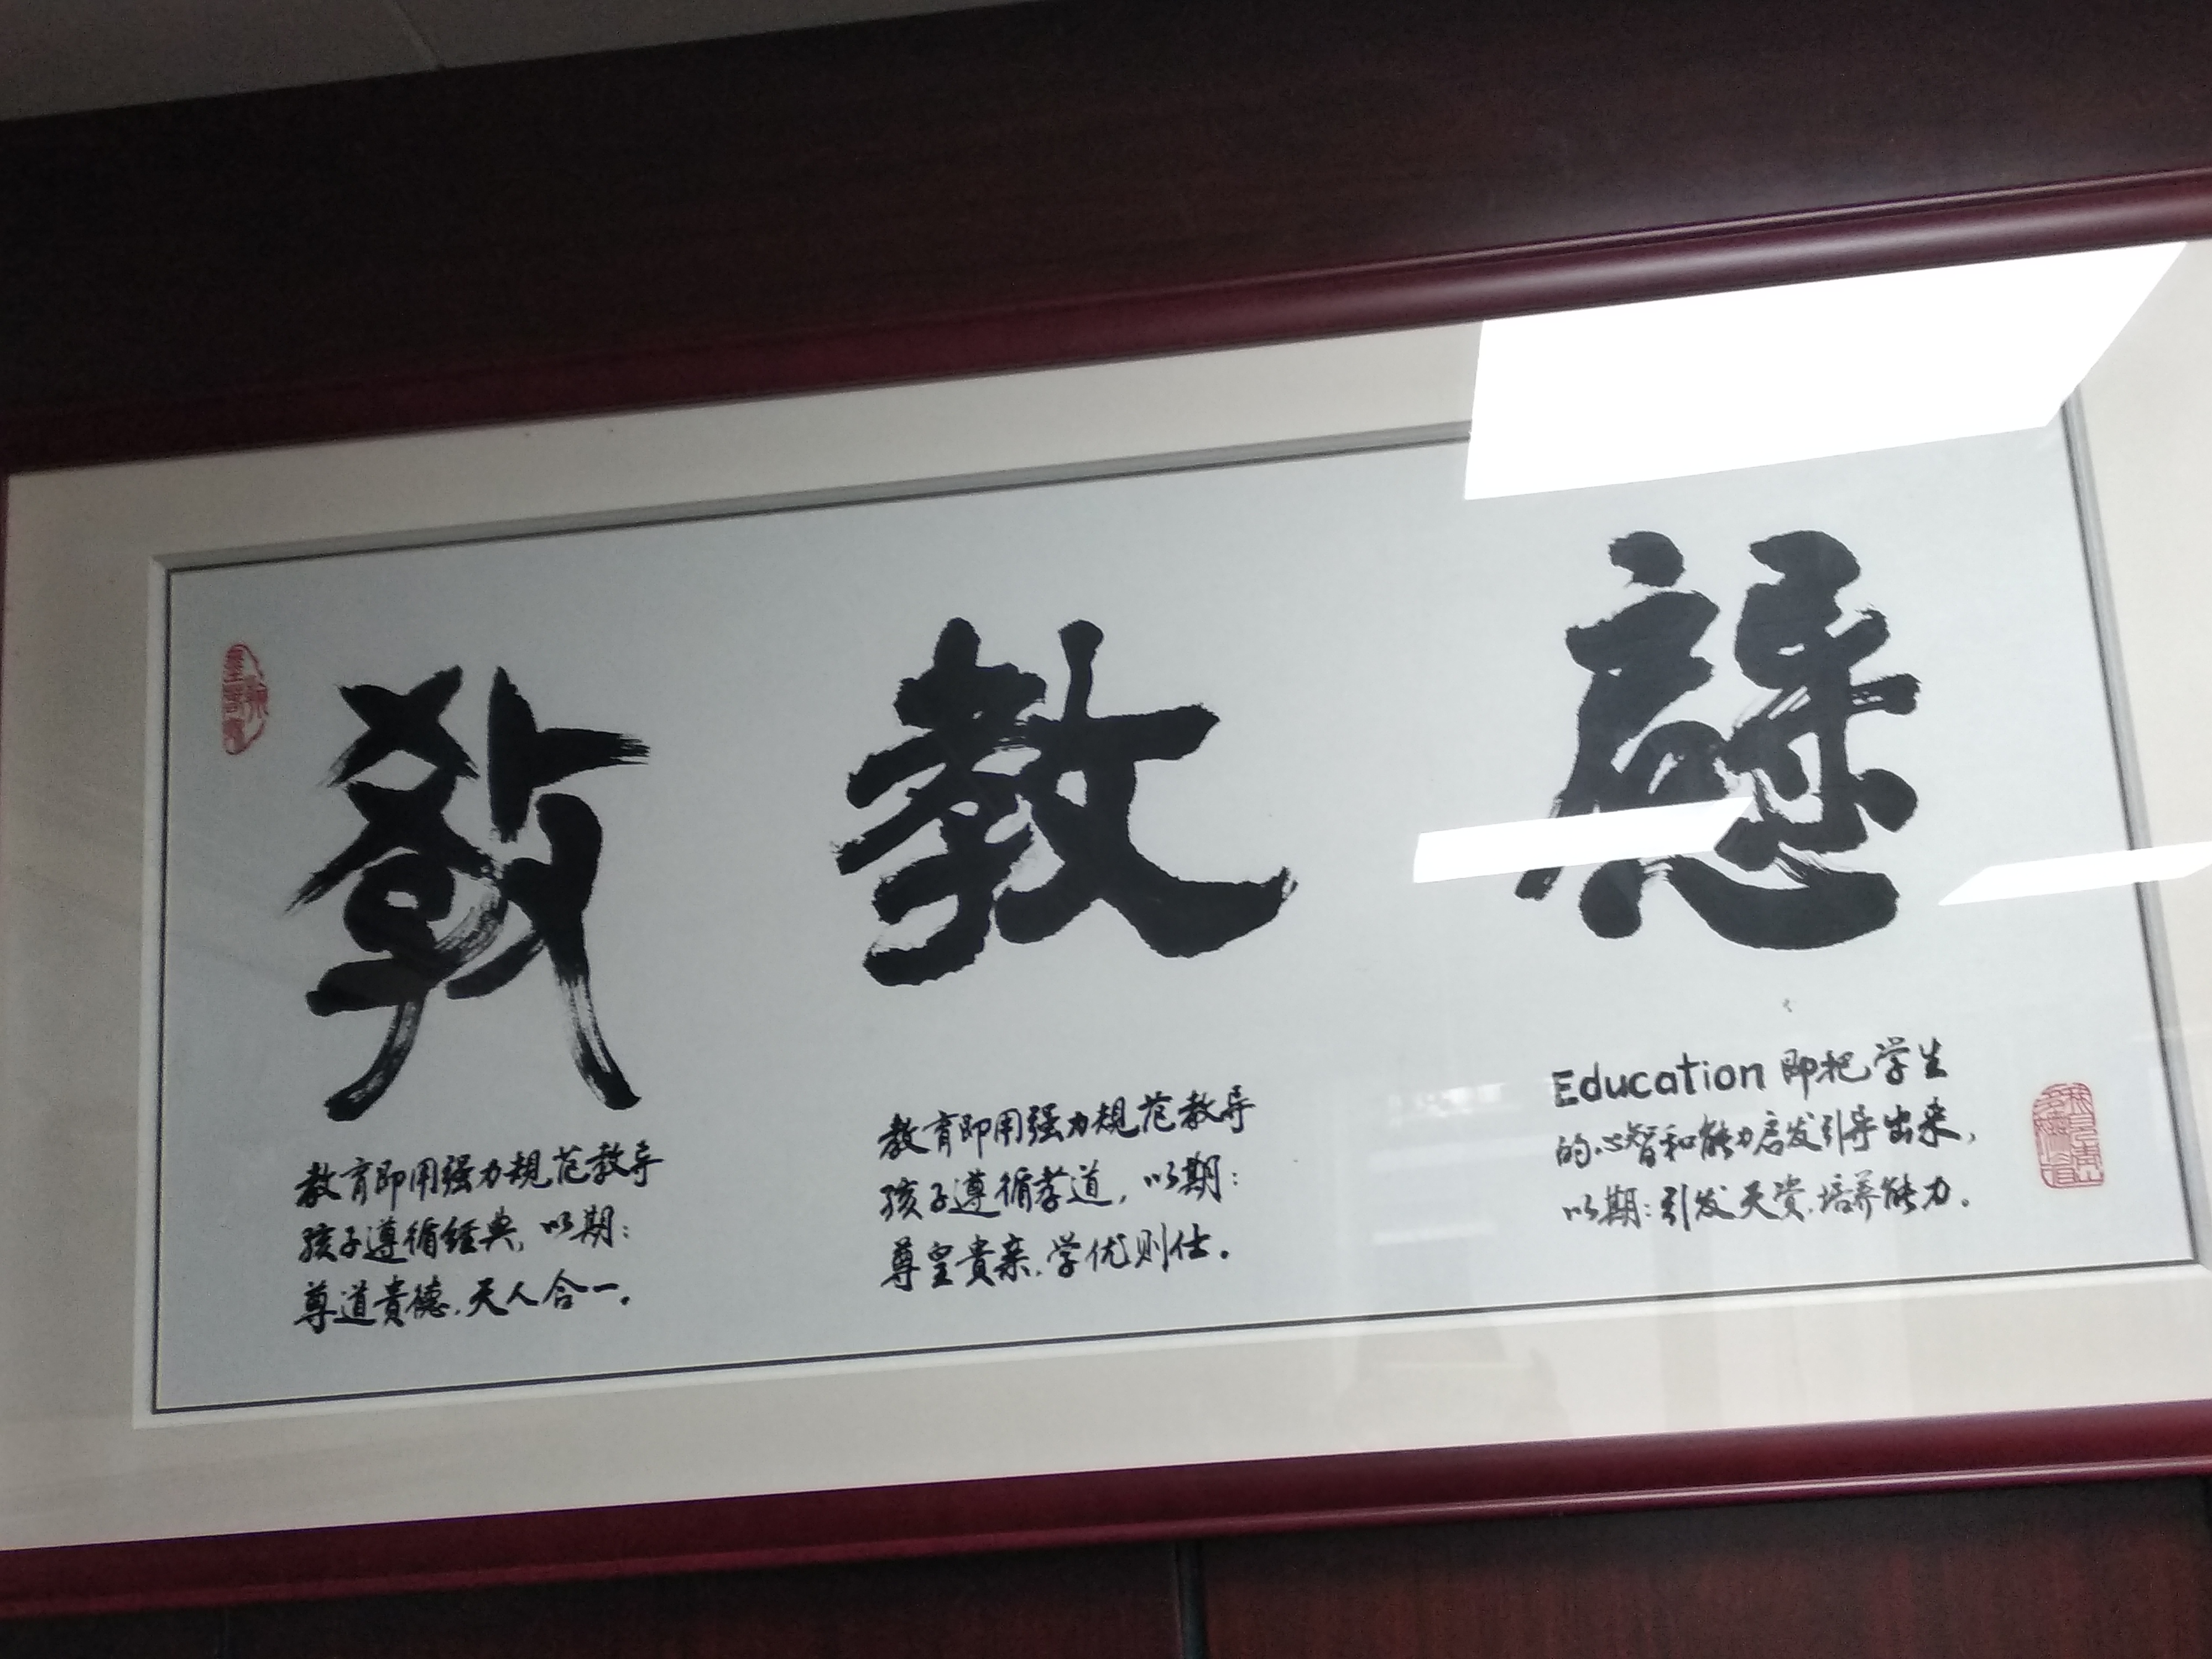 教
教育即用强力规范教导
孩子遵循经典，以期：
尊道貴德，天人合一。
教
教育即用强力规范教导
孩子遵循孝道，以期：
尊皇貴亲，学优则仕。
Education 即把学生
的心智和能力启发引导出来，
以期：引发天资，培养能力。